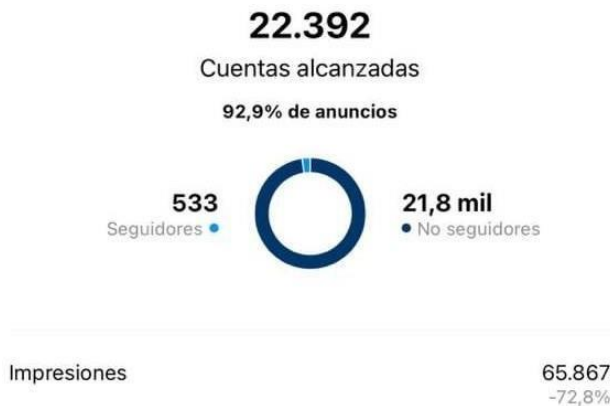 22.392
Cuentas alcanzadas
92,9% de anuncios
533
Seguidores
21,8 mil
No seguidores
Impresiones
65.867
-72,8%